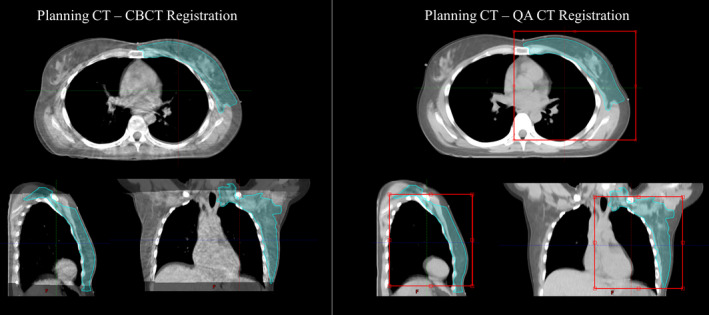 Planning CT – CBCT Registration
Planning CT – QA CT Registration